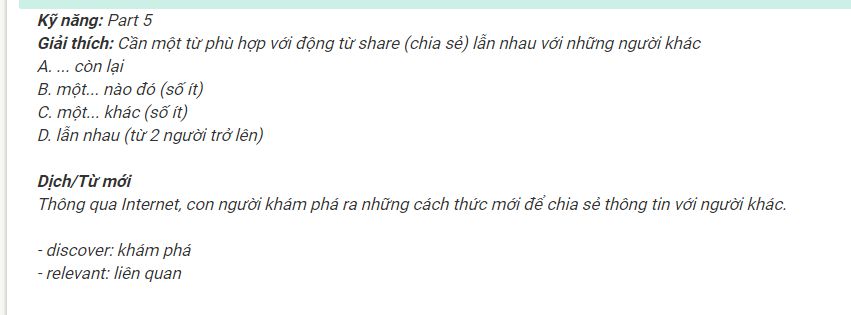 Kỹ năng: Part 5
Giải thích: Cần một từ phù hợp với động từ share (chia sẻ) lẫn nhau với những người khác
A. ... còn lại
B. một... nào đó (số ít)
C. một... khác (số ít)
D. lẫn nhau (từ 2 người trở lên)
Dịch/Từ mới
Thông qua Internet, con người khám phá ra những cách thức mới để chia sẻ thông tin với người khác.
- discover: khám phá
- relevant: liên quan